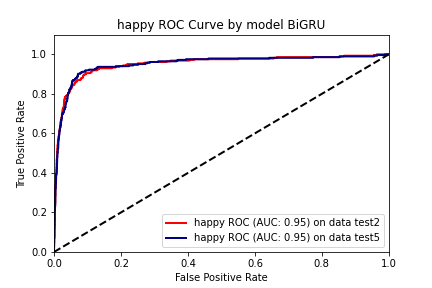 happy ROC Curve by model BiGRU
True Positive Rate
1.0
0.8
0.6
0.4
0.2
0.0
happy ROC (AUC: 0.95) on data test2
happy ROC (AUC: 0.95) on data test5
0.0 0.2 0.4 0.6 0.8 1.0
False Positive Rate